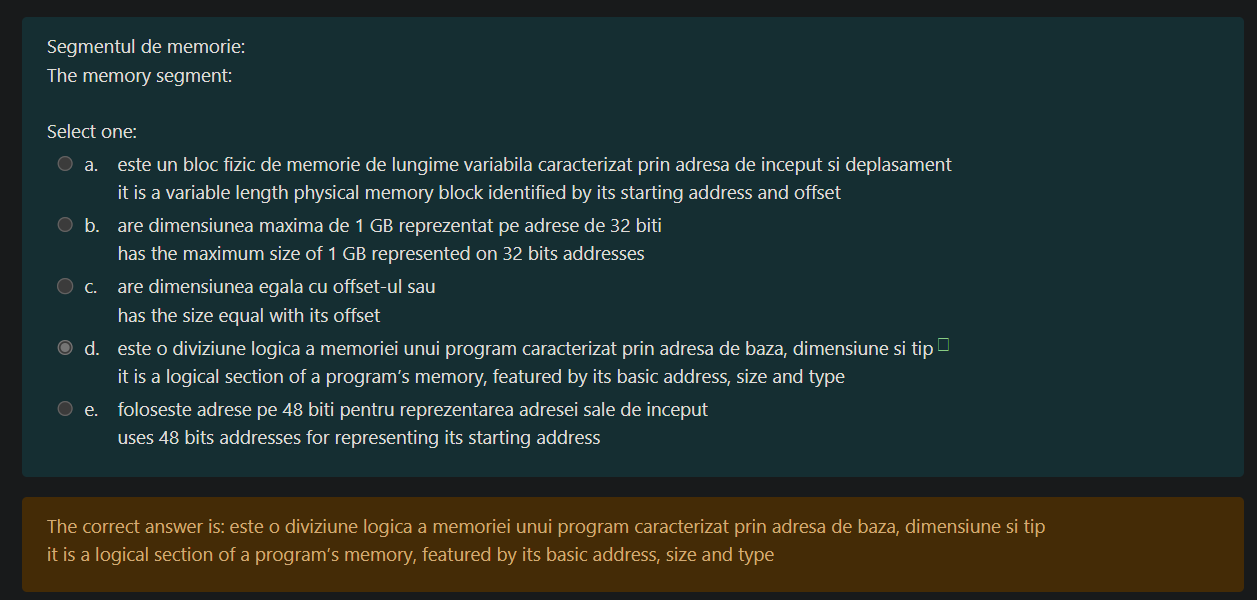 Segmentul de memorie:
The memory segment:
Select one:
a. este un bloc fizic de memorie de lungime variabila caracterizat prin adresa de inceput si deplasament
it is a variable length physical memory block identified by its starting address and offset
b. are dimensiunea maxima de 1 GB reprezentat pe adrese de 32 biti
has the maximum size of 1 GB represented on 32 bits addresses
c. are dimensiunea egala cu offset-ul sau
has the size equal with its offset
d. este o diviziune logica a memoriei unui program caracterizat prin adresa de baza, dimensiune si tip
it is a logical section of a program’s memory, featured by its basic address, size and type
e. foloseste adrese pe 48 biti pentru reprezentarea adresei sale de inceput
uses 48 bits addresses for representing its starting address
The correct answer is: este o diviziune logica a memoriei unui program caracterizat prin adresa de baza, dimensiune si tip
it is a logical section of a program’s memory, featured by its basic address, size and type